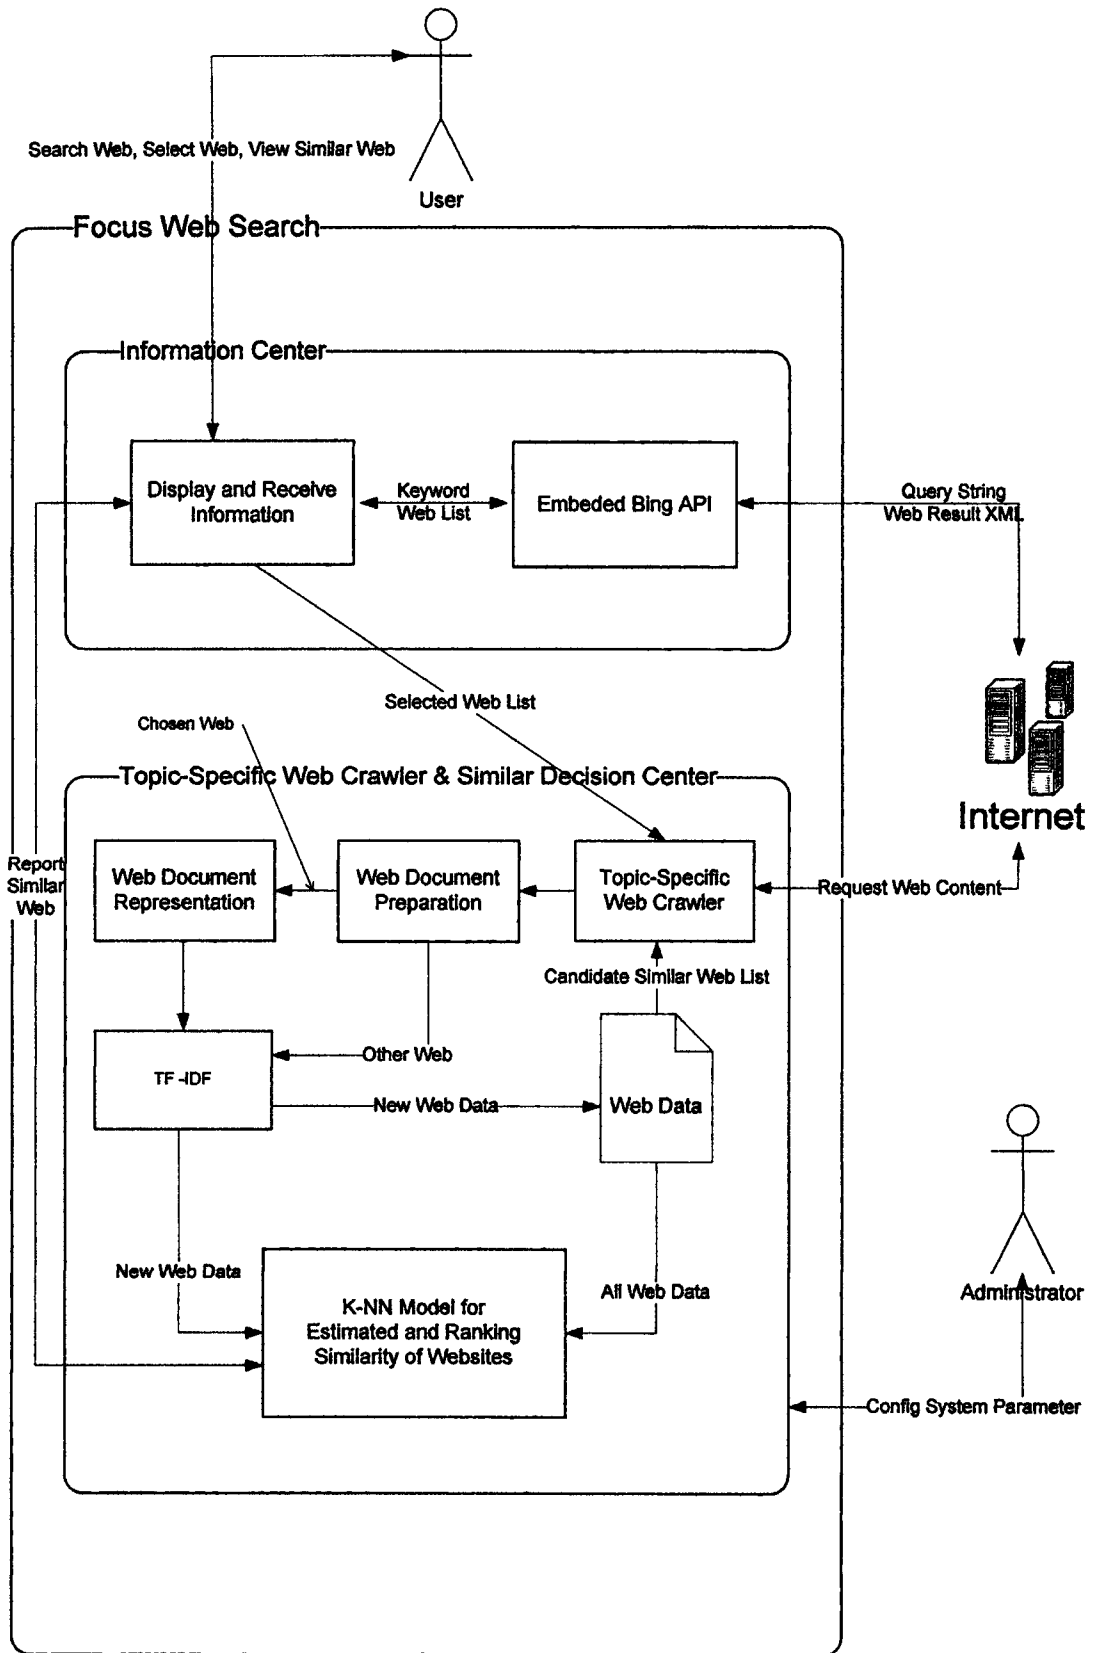 Search Web, Select Web, View Similar Web
User
Focus Web Search
Information Center
Display and Receive
Information
Keyword
Web List
Embeded Bing API
Query String
Web Result XML
Selected Web List
Chosen Web
Internet
Topic-Specific Web Crawler & Similar Decision Center
Report
Similar
Web
Web Document
Representation
Web Document
Preparation
Topic-Specific
Web Crawler
Request Web Content
Candidate Similar Web List
Other Web
TF -IDF
New Web Data
Web Data
New Web Data
All Web Data
K-NN Model for
Estimated and Ranking
Similarity of Websites
Administrator
Config System Parameter